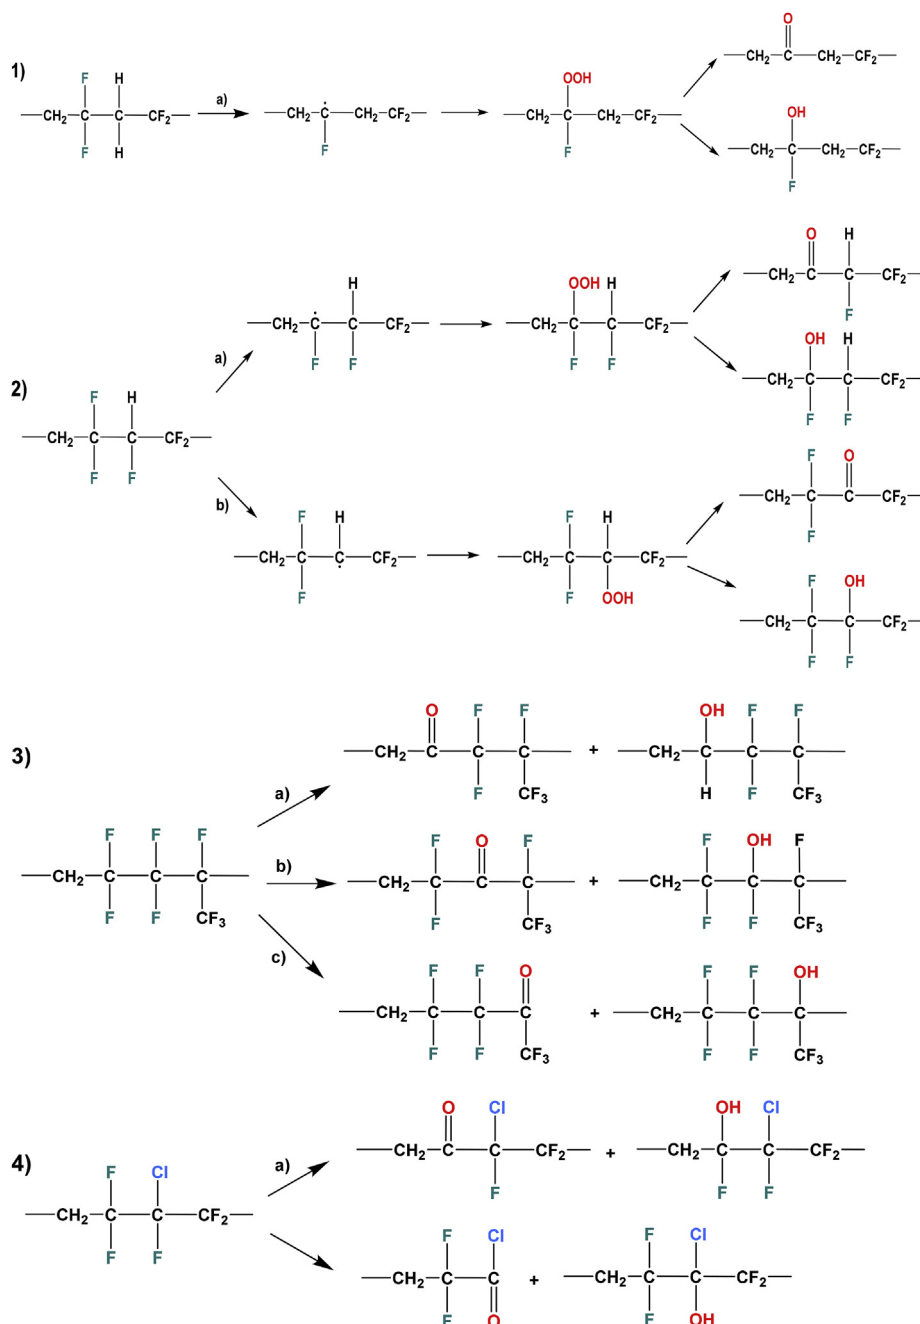 O
1)
F H OOH —CH₂—C—CH₂—CF₂—
a)
—CH₂—C—C—CF₂— —CH₂—C—CH₂—CF₂— —CH₂—C—CH₂—CF₂— OH
F H F F —CH₂—C—CH₂—CF₂—
F
O H
H OOH H —CH₂—C—C—CF₂—
—CH₂—C—C—CF₂— —CH₂—C—C—CF₂— F
a) F F F F OH H
2) —CH₂—C—C—CF₂—
F H F F
—CH₂—C—C—CF₂—
F F F O
b) F H F H —CH₂—C—C—CF₂—
—CH₂—C—C—CF₂— —CH₂—C—C—CF₂— F
F F OOH F OH
—CH₂—C—C—CF₂—
F F
O F F OH F F
3) —CH₂—C—C—C— + —CH₂—C—C—C—
a) F CF₃ H F CF₃
F F F F O F F OH F
b)
—CH₂—C—C—C— —CH₂—C—C—C— + —CH₂—C—C—C—
F F CF₃ F CF₃ F F CF₃
c) F F O F F OH
—CH₂—C—C—C + —CH₂—C—C—C—
F F CF₃ F F CF₃
O Cl OH Cl
4) a) —CH₂—C—C—CF₂— + —CH₂—C—C—CF₂—
F Cl F F F
—CH₂—C—C—CF₂—
F F F Cl F Cl
—CH₂—C—C + —CH₂—C—C—CF₂—
F O F OH